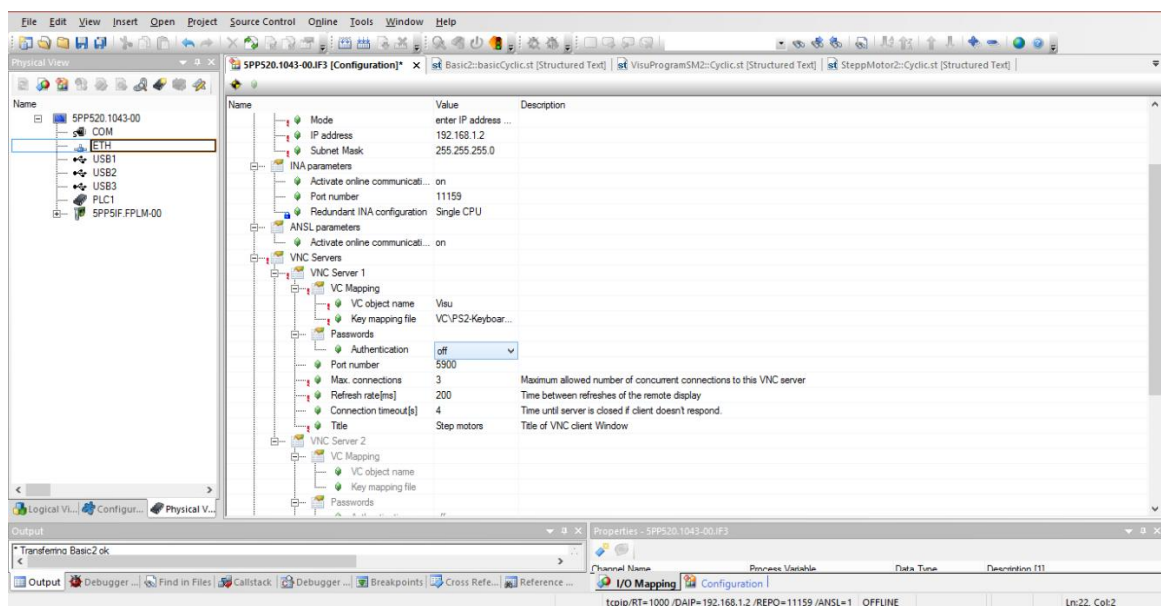 File Edit View Insert Open Project Source Control Online Tools Window Help
Physical View
5PP520.1043-00.IF3 [Configuration]* x Basic2::basicCyclic.st [Structured Text] VisuProgramSM2::Cyclic.st [Structured Text] SteppMotor2::Cyclic.st [Structured Text]
Name
5PP520.1043-00
COM
ETH
USB1
USB2
USB3
PLC1
5PP5IF.FPLM-00
Logical Vi... Configur... Physical V...
Name Value Description
Mode enter IP address ...
IP address 192.168.1.2
Subnet Mask 255.255.255.0
INA parameters
Activate online communicati... on
Port number 11159
Redundant INA configuration Single CPU
ANSL parameters
Activate online communicati... on
VNC Servers
VNC Server 1
VC Mapping
VC object name Visu
Key mapping file VC\PS2-Keyboar...
Passwords
Authentication off
Port number 5900
Max. connections 3 Maximum allowed number of concurrent connections to this VNC server
Refresh rate[ms] 200 Time between refreshes of the remote display
Connection timeout[s] 4 Time until server is closed if client doesn't respond.
Title Step motors Title of VNC client Window
VNC Server 2
VC Mapping
VC object name
Key mapping file
Passwords
Output
* Transferring Basic2 ok
Output Debugger ... Find in Files Callstack Debugger ... Breakpoints Cross Refe... Reference ...
Properties - 5PP520.1043-00.IF3
Channel Name Process Variable Data Type Description [1]
I/O Mapping Configuration
tcpip/RT=1000 /DAIP=192.168.1.2 /REPO=11159 /ANSL=1 OFFLINE Ln:22, Col:2